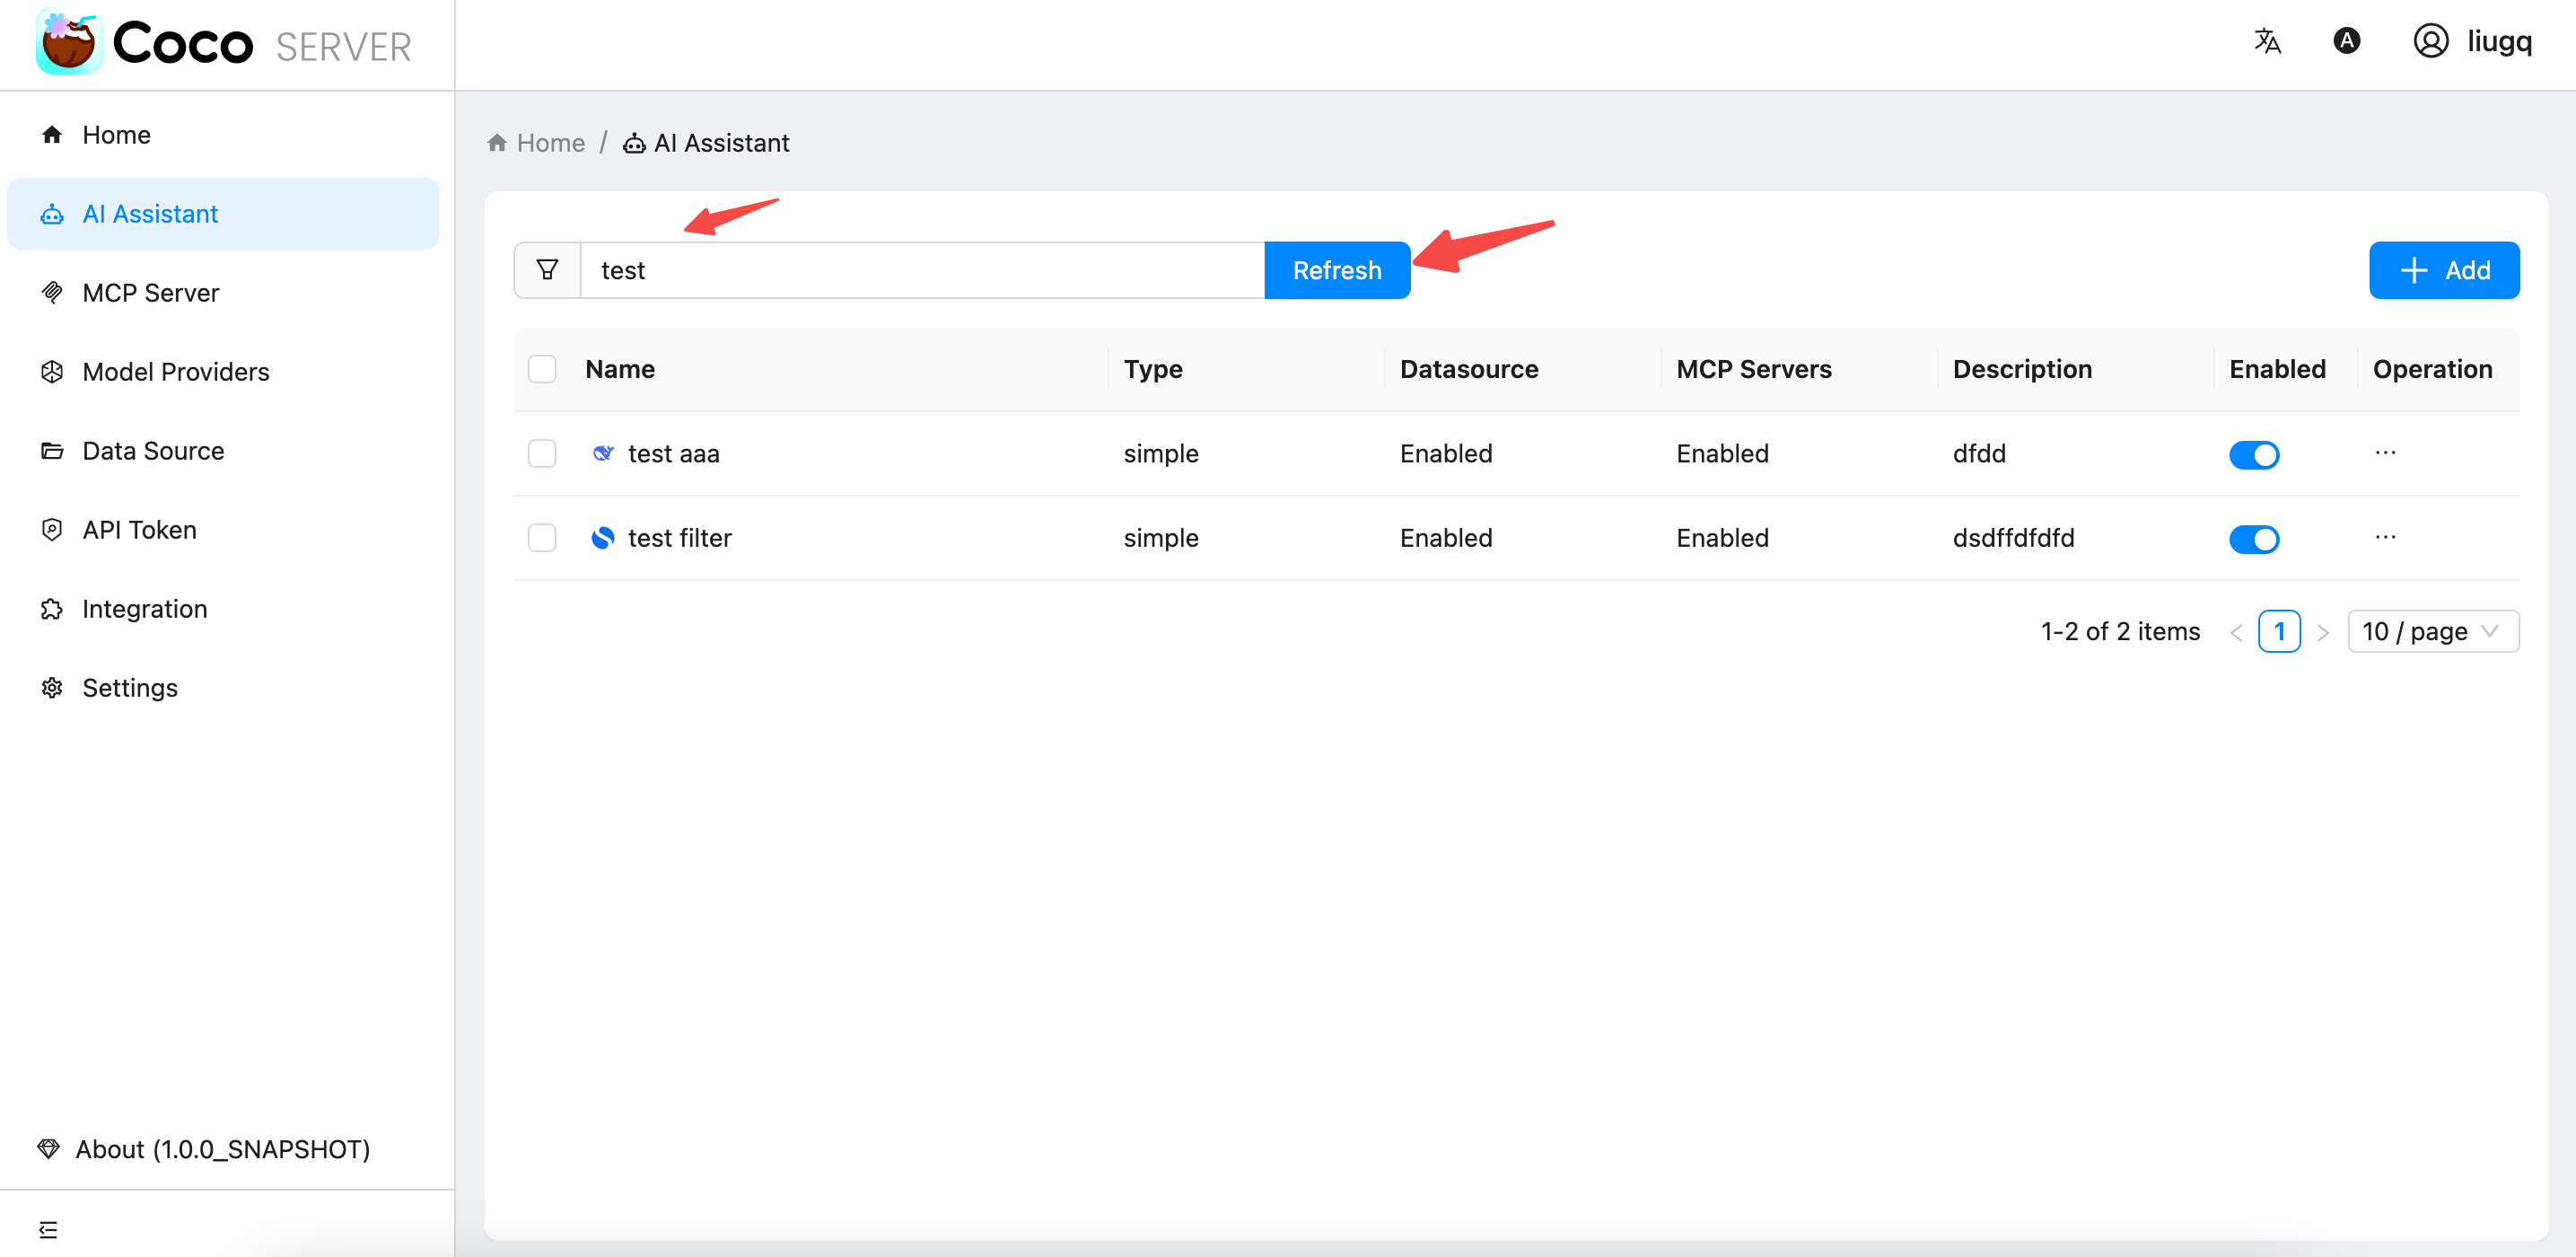 Coco SERVER
A
liugq
Home
AI Assistant
MCP Server
Model Providers
Data Source
API Token
Integration
Settings
About (1.0.0_SNAPSHOT)
Home / AI Assistant
test
Refresh
Add
Name Type Datasource MCP Servers Description Enabled Operation
test aaa simple Enabled Enabled dfdd ...
test filter simple Enabled Enabled dsdffdfdfd ...
1-2 of 2 items < 1 > 10 / page